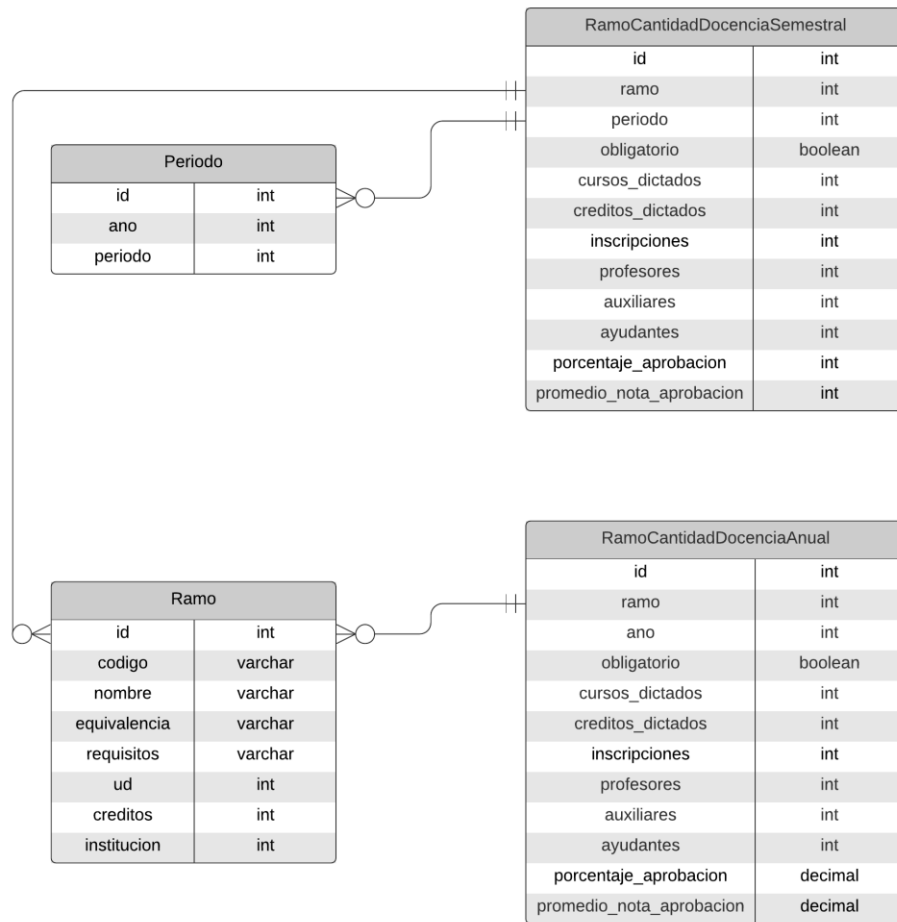 RamoCantidadDocenciaSemestral
id int
ramo int
periodo int
obligatorio boolean
cursos_dictados int
creditos_dictados int
inscripciones int
profesores int
auxiliares int
ayudantes int
porcentaje_aprobacion int
promedio_nota_aprobacion int
Periodo
id int
ano int
periodo int
Ramo
id int
codigo varchar
nombre varchar
equivalencia varchar
requisitos varchar
ud int
creditos int
institucion int
RamoCantidadDocenciaAnual
id int
ramo int
ano int
obligatorio boolean
cursos_dictados int
creditos_dictados int
inscripciones int
profesores int
auxiliares int
ayudantes int
porcentaje_aprobacion decimal
promedio_nota_aprobacion decimal